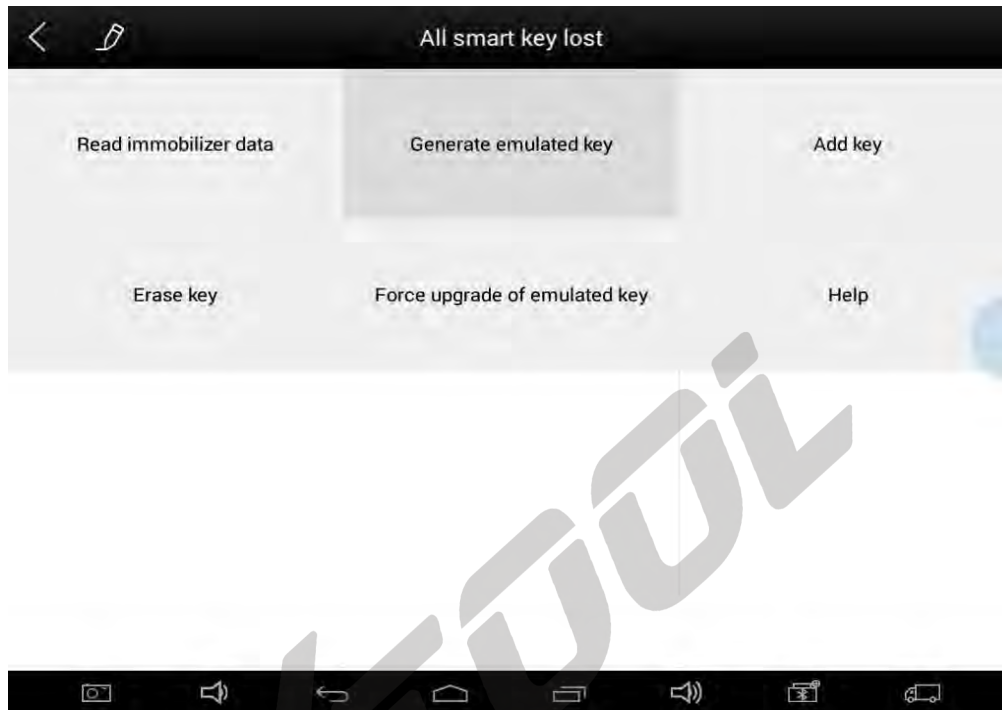 All smart key lost
Read immobilizer data
Generate emulated key
Add key
Erase key
Force upgrade of emulated key
Help